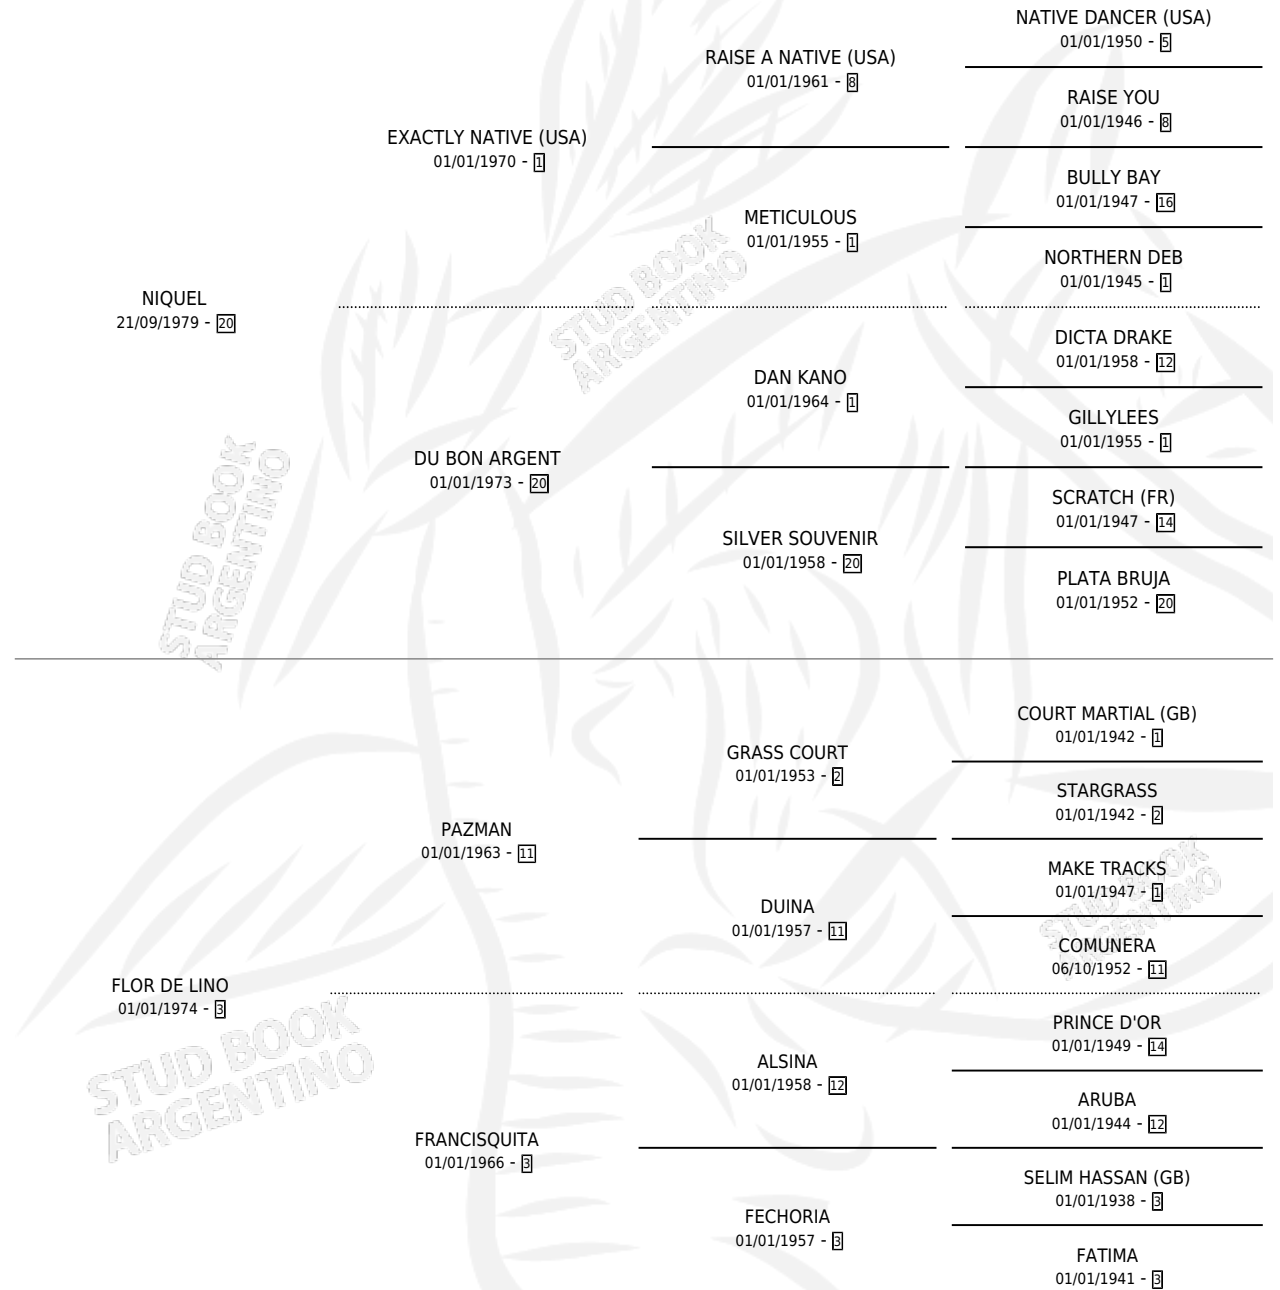 NATIVE DANCER (USA)
01/01/1950 - 5
RAISE A NATIVE (USA)
01/01/1961 - 8
RAISE YOU
01/01/1946 - 8
EXACTLY NATIVE (USA)
01/01/1970 - 1
BULLY BAY
01/01/1947 - 16
METICULOUS
01/01/1955 - 1
NORTHERN DEB
01/01/1945 - 1
NIQUEL
21/09/1979 - 20
DICTA DRAKE
01/01/1958 - 12
DAN KANO
01/01/1964 - 1
GILLYLEES
01/01/1955 - 1
DU BON ARGENT
01/01/1973 - 20
SCRATCH (FR)
01/01/1947 - 14
SILVER SOUVENIR
01/01/1958 - 20
PLATA BRUJA
01/01/1952 - 20
COURT MARTIAL (GB)
01/01/1942 - 1
GRASS COURT
01/01/1953 - 2
STARGRASS
01/01/1942 - 2
PAZMAN
01/01/1963 - 11
MAKE TRACKS
01/01/1947 - 1
DUINA
01/01/1957 - 11
COMUNERA
06/10/1952 - 11
FLOR DE LINO
01/01/1974 - 3
PRINCE D'OR
01/01/1949 - 14
ALSINA
01/01/1958 - 12
ARUBA
01/01/1944 - 12
FRANCISQUITA
01/01/1966 - 3
SELIM HASSAN (GB)
01/01/1938 - 3
FECHORIA
01/01/1957 - 3
FATIMA
01/01/1941 - 3
STUD BOOK
ARGENTINO
STUD BOOK
ARGENTINO
STUD BOOK
ARGENTINO
STUD BOOK
ARGENTINO